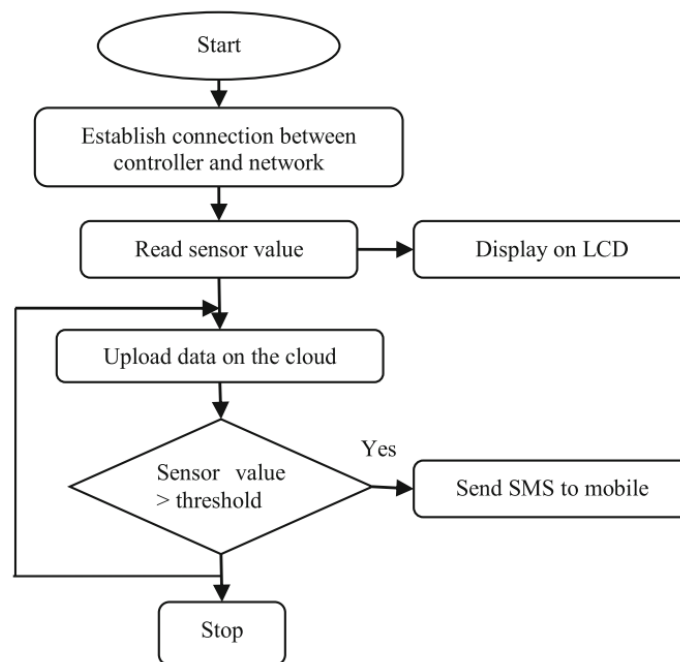 Start
Establish connection between
controller and network
Read sensor value
Display on LCD
Upload data on the cloud
Sensor value
> threshold
Yes
Send SMS to mobile
Stop